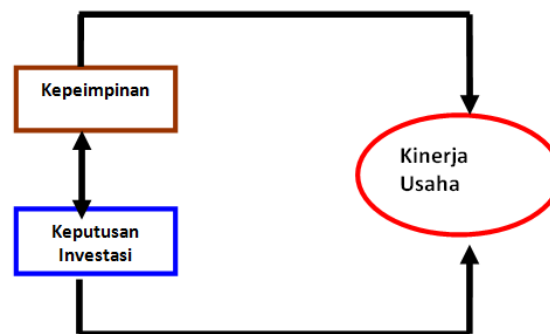 Kepeimpinan
Kinerja
Usaha
Keputusan
Investasi